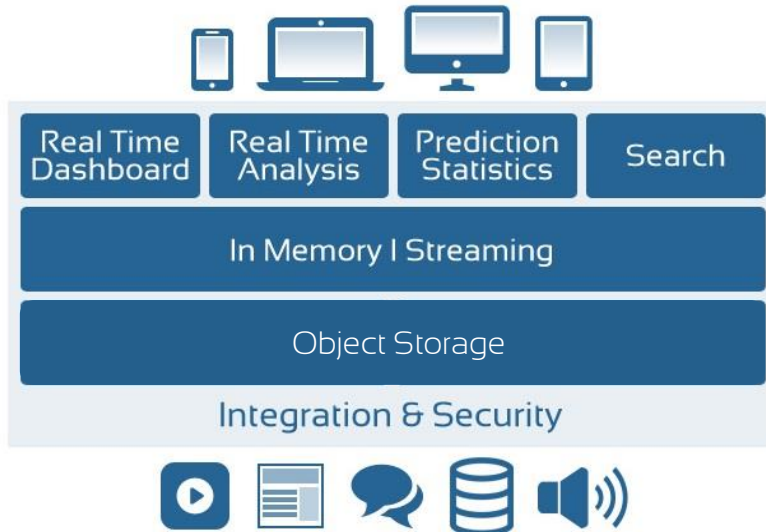 Real Time
Dashboard
Real Time
Analysis
Prediction
Statistics
Search
In Memory | Streaming
Object Storage
Integration & Security